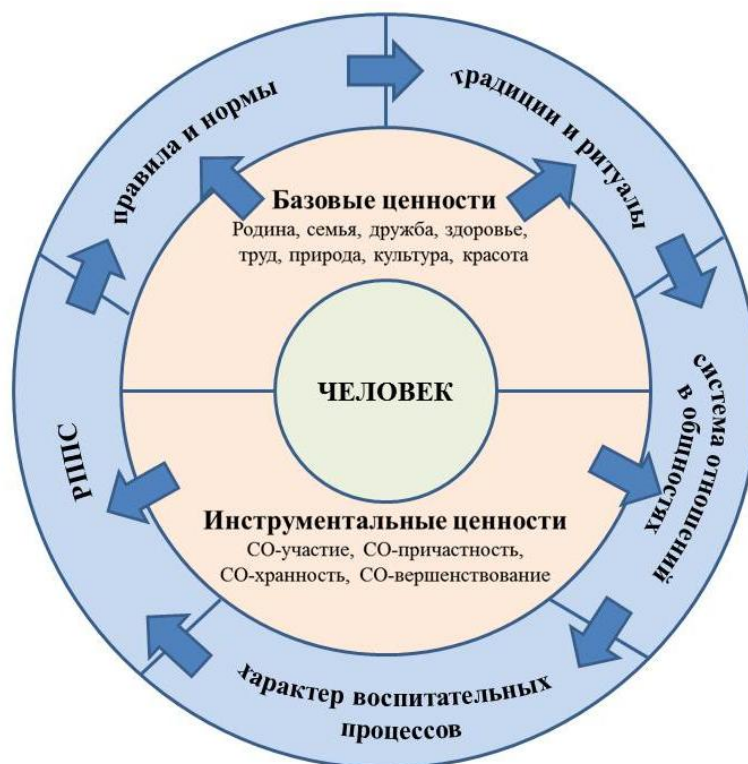 правила и нормы
традиции и ритуалы
Базовые ценности
Родина, семья, дружба, здоровье,
труд, природа, культура, красота
ЧЕЛОВЕК
система отношений
в общностях
РППС
Инструментальные ценности
СО-участие, СО-причастность,
СО-хранность, СО-вершенствование
характер воспитательных
процессов